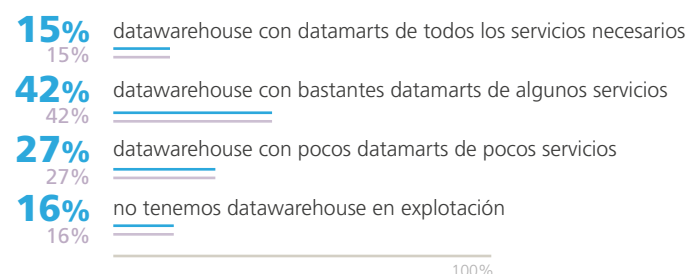 15% datawarehouse con datamarts de todos los servicios necesarios
15%
42% datawarehouse con bastantes datamarts de algunos servicios
42%
27% datawarehouse con pocos datamarts de pocos servicios
27%
16% no tenemos datawarehouse en explotación
16%
100%